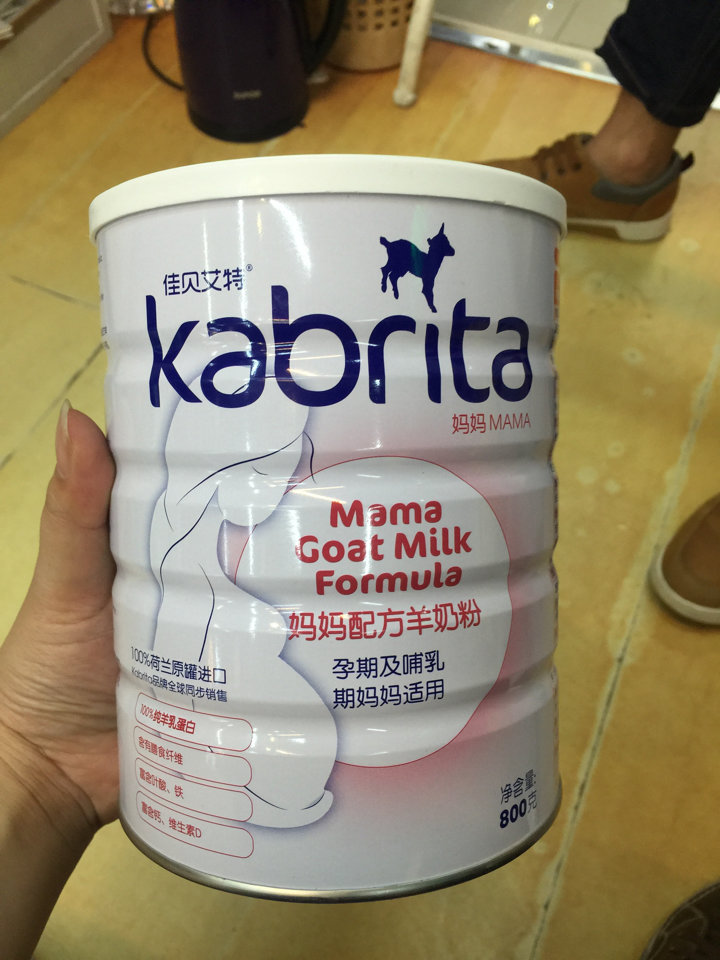 佳贝艾特®
kabrita
妈妈 MAMA
Mama
Goat Milk
Formula
妈妈配方羊奶粉
孕期及哺乳
期妈妈适用
100%荷兰原罐进口
Kabrita品牌全球同步销售
100%纯羊乳蛋白
含有膳食纤维
富含叶酸、铁
富含钙、维生素D
净含量:
800克